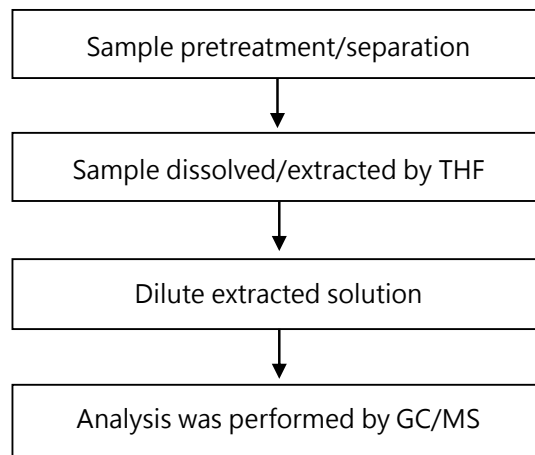 Sample pretreatment/separation
Sample dissolved/extracted by THF
Dilute extracted solution
Analysis was performed by GC/MS